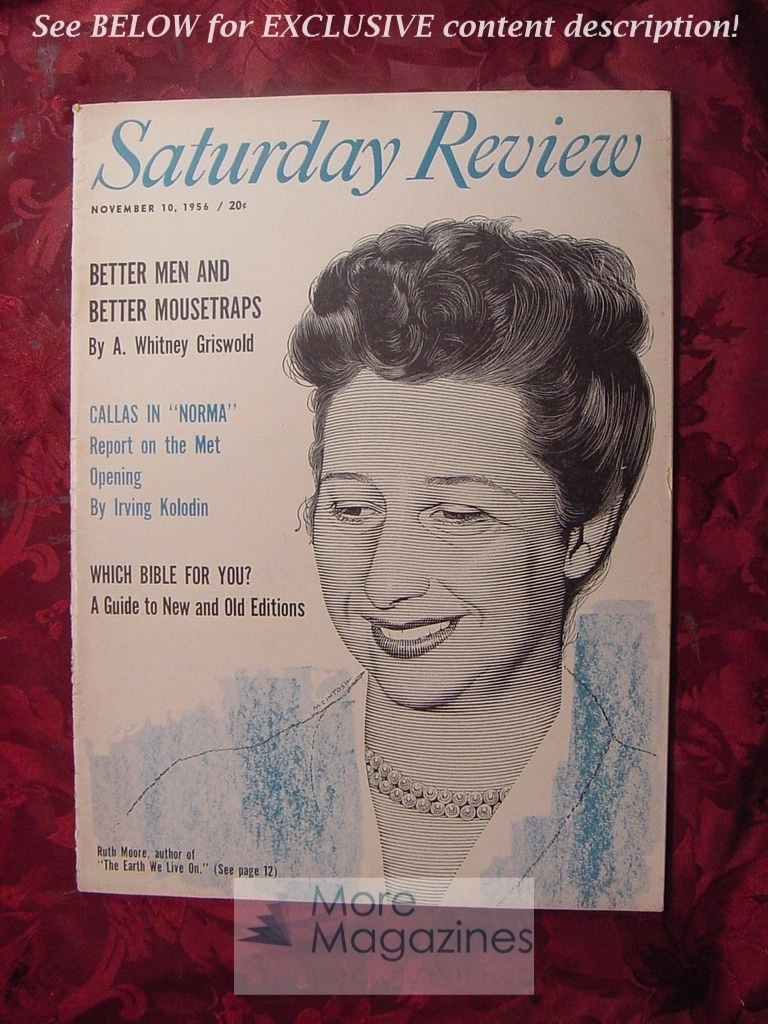 See BELOW for EXCLUSIVE content description!
Saturday Review
NOVEMBER 10, 1956 / 20¢
BETTER MEN AND
BETTER MOUSETRAPS
By A. Whitney Griswold
CALLAS IN "NORMA"
Report on the Met
Opening
By Irving Kolodin
WHICH BIBLE FOR YOU?
A Guide to New and Old Editions
MCINTOSH
Ruth Moore, author of
"The Earth We Live On." (See page 12)
More
Magazines